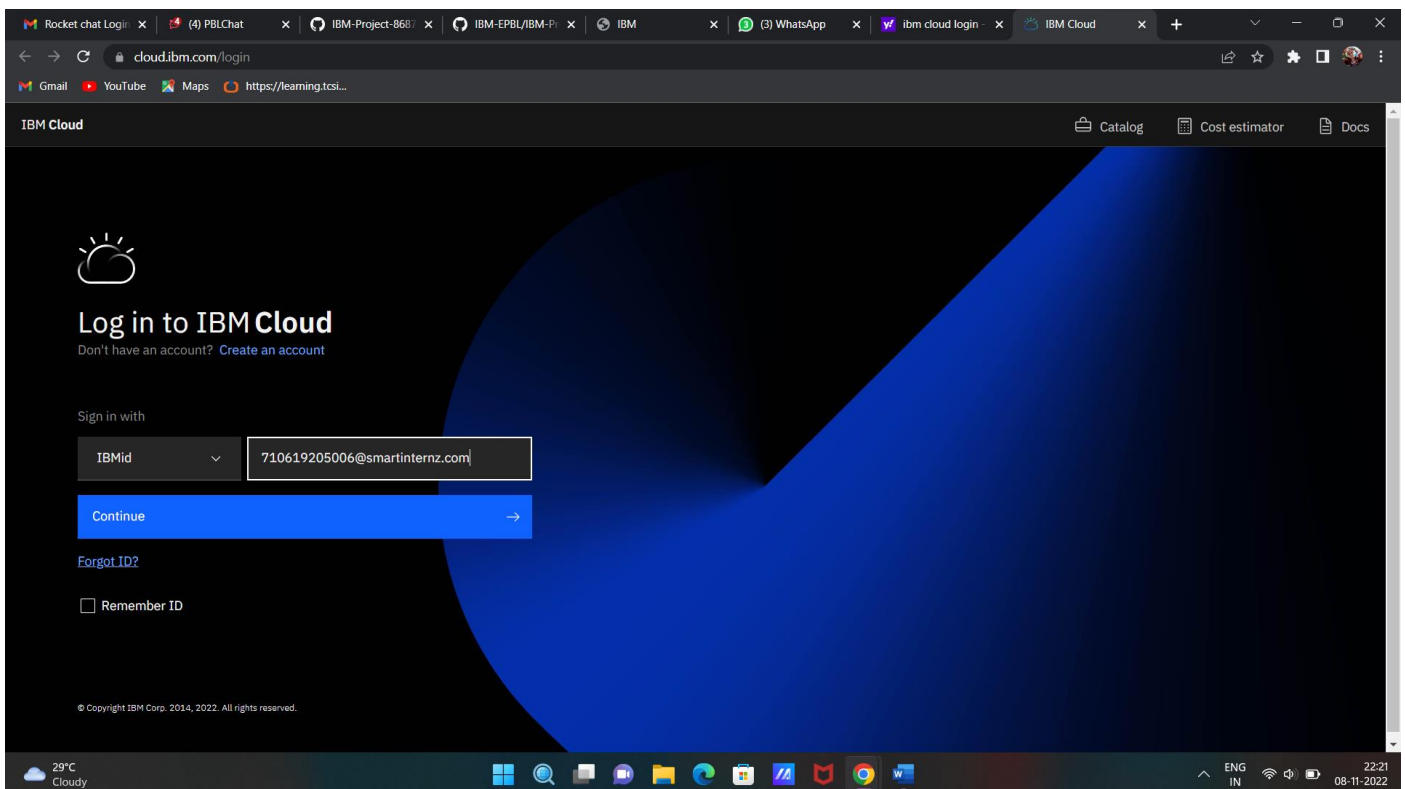 Rocket chat Login
(4) PBLChat
IBM-Project-8687
IBM-EPBL/IBM-Pr
IBM
(3) WhatsApp
ibm cloud login -
IBM Cloud
cloud.ibm.com/login
Gmail
YouTube
Maps
https://learning.tcsi...
IBM Cloud
Catalog
Cost estimator
Docs
Log in to IBM Cloud
Don't have an account? Create an account
Sign in with
IBMid
710619205006@smartinternz.com
Continue
Forgot ID?
Remember ID
© Copyright IBM Corp. 2014, 2022. All rights reserved.
29°C
Cloudy
ENG
IN
22:21
08-11-2022